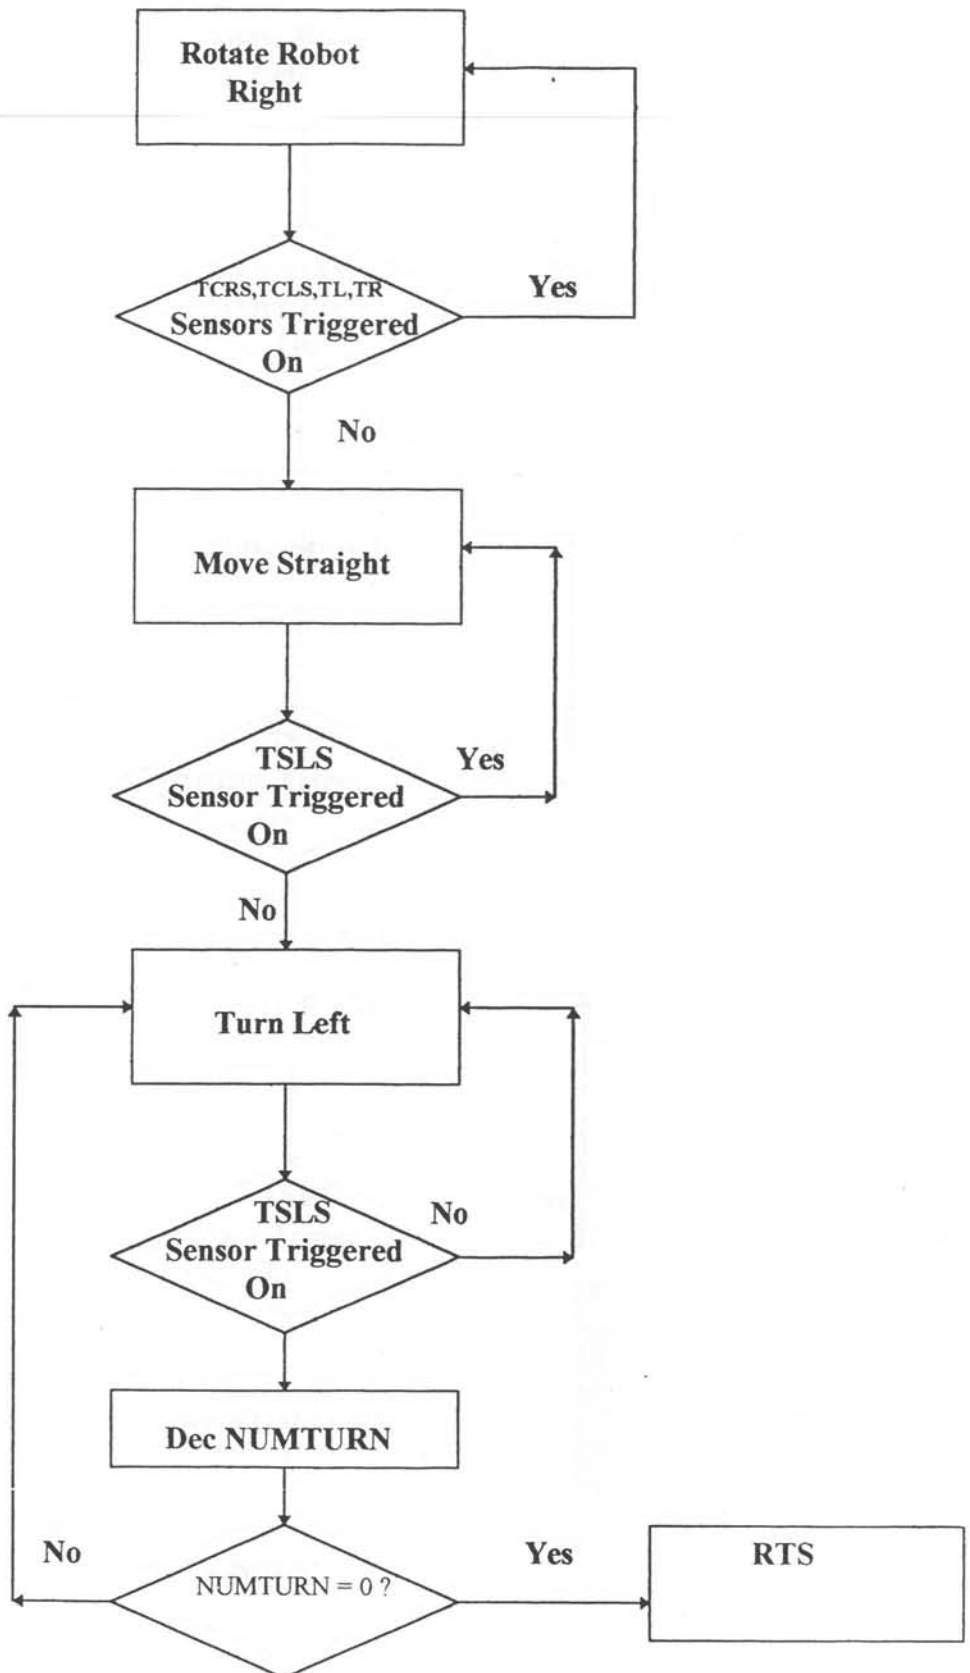 Rotate Robot
Right
TCRS,TCLS,TL,TR
Sensors Triggered
On
Yes
No
Move Straight
TSLS
Sensor Triggered
On
Yes
No
Turn Left
TSLS
Sensor Triggered
On
No
Dec NUMTURN
No
NUMTURN = 0 ?
Yes
RTS